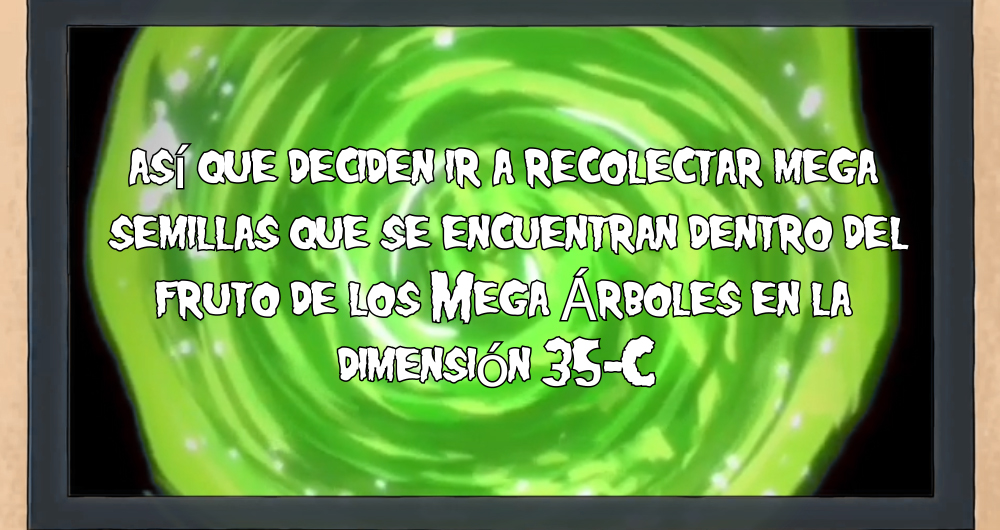 así que deciden ir a recolectar mega
semillas que se encuentran dentro del
fruto de los Mega Árboles en la
dimensión 35-C